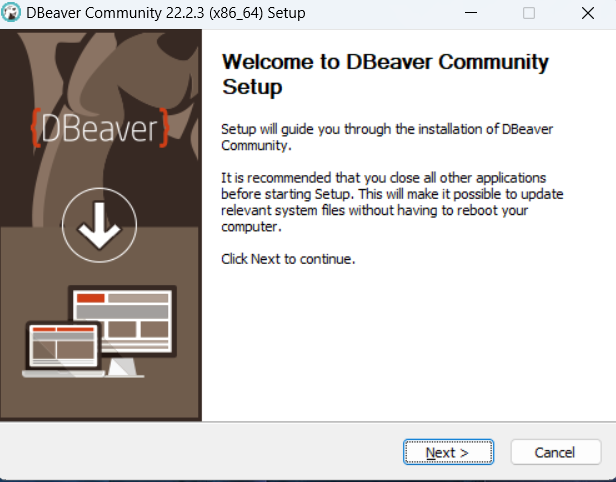 DBeaver Community 22.2.3 (x86_64) Setup
{DBeaver}
Welcome to DBeaver Community
Setup
Setup will guide you through the installation of DBeaver
Community.
It is recommended that you close all other applications
before starting Setup. This will make it possible to update
relevant system files without having to reboot your
computer.
Click Next to continue.
Next >
Cancel